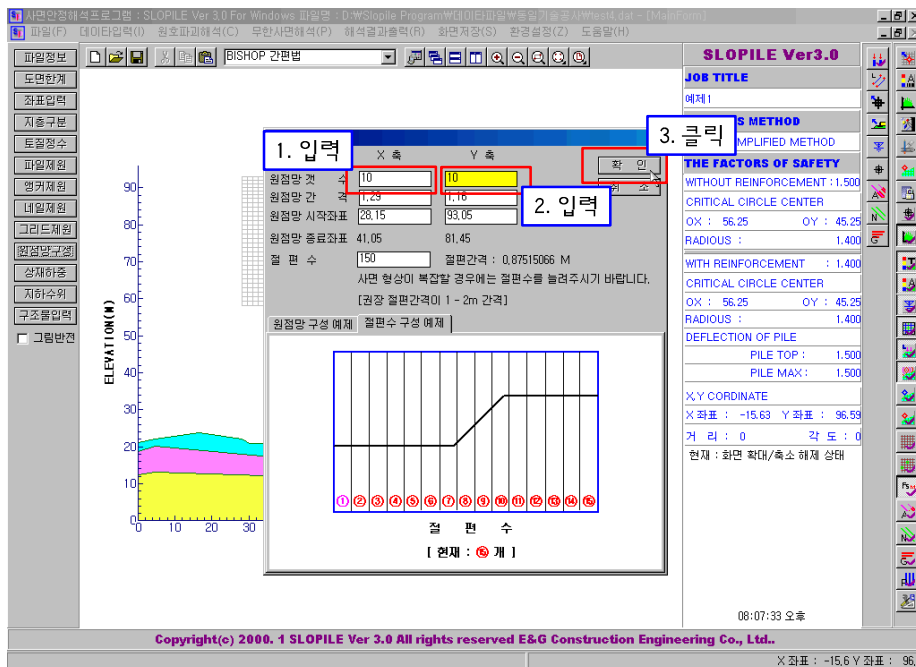 사면안정해석프로그램 : SLOPILE Ver 3.0 For Windows 파일명 : D:₩Slopile Program₩데이타파일₩동일기술공사₩test4.dat - [MainForm]
파일(F) 데이타입력(I) 원호파괴해석(C) 무한사면해석(P) 해석결과출력(R) 화면저장(S) 환경설정(Z) 도움말(H)
파일정보
도면한계
좌표입력
지층구분
토질정수
파일제원
앵커제원
네일제원
그리드제원
원점망구성
상재하중
지하수위
구조물입력
그림반전
BISHOP 간편법
ELEVATION(M)
90
80
70
60
50
40
30
20
10
0
0 10 20 30
1. 입력
2. 입력
3. 클릭
X 축 Y 축
원점망 갯 수 10 10
원점망 간 격 1,29 1,16
원점망 시작좌표 28,15 93,05
원점망 종료좌표 41,05 81,45
절 편 수 150 절편간격 : 0,87515066 M
사면 형상이 복잡할 경우에는 절편수를 늘려주시기 바랍니다.
[권장 절편간격이 1 - 2m 간격]
확 인
소
원점망 구성 예제 절편수 구성 예제
① ② ③ ④ ⑤ ⑥ ⑦ ⑧ ⑨ ⑩ ⑪ ⑫ ⑬ ⑭ ⑮
절 편 수
[ 현재 : ⑮ 개 ]
SLOPILE Ver3.0
JOB TITLE
예제1
S METHOD
MPLIFIED METHOD
THE FACTORS OF SAFETY
WITHOUT REINFORCEMENT : 1.500
CRITICAL CIRCLE CENTER
OX : 56.25 OY : 45.25
RADIOUS : 1.400
WITH REINFORCEMENT : 1.400
CRITICAL CIRCLE CENTER
OX : 56.25 OY : 45.25
RADIOUS : 1.400
DEFLECTION OF PILE
PILE TOP : 1.500
PILE MAX : 1.500
X,Y CORDINATE
X 좌표 : -15.63 Y 좌표 : 96.59
거 리 : 0 각 도 : 0
현재 : 화면 확대/축소 해제 상태
08:07:33 오후
Copyright(c) 2000. 1 SLOPILE Ver 3.0 All rights reserved E&G Construction Engineering Co., Ltd..
X 좌표 : -15,6 Y 좌표 : 96,